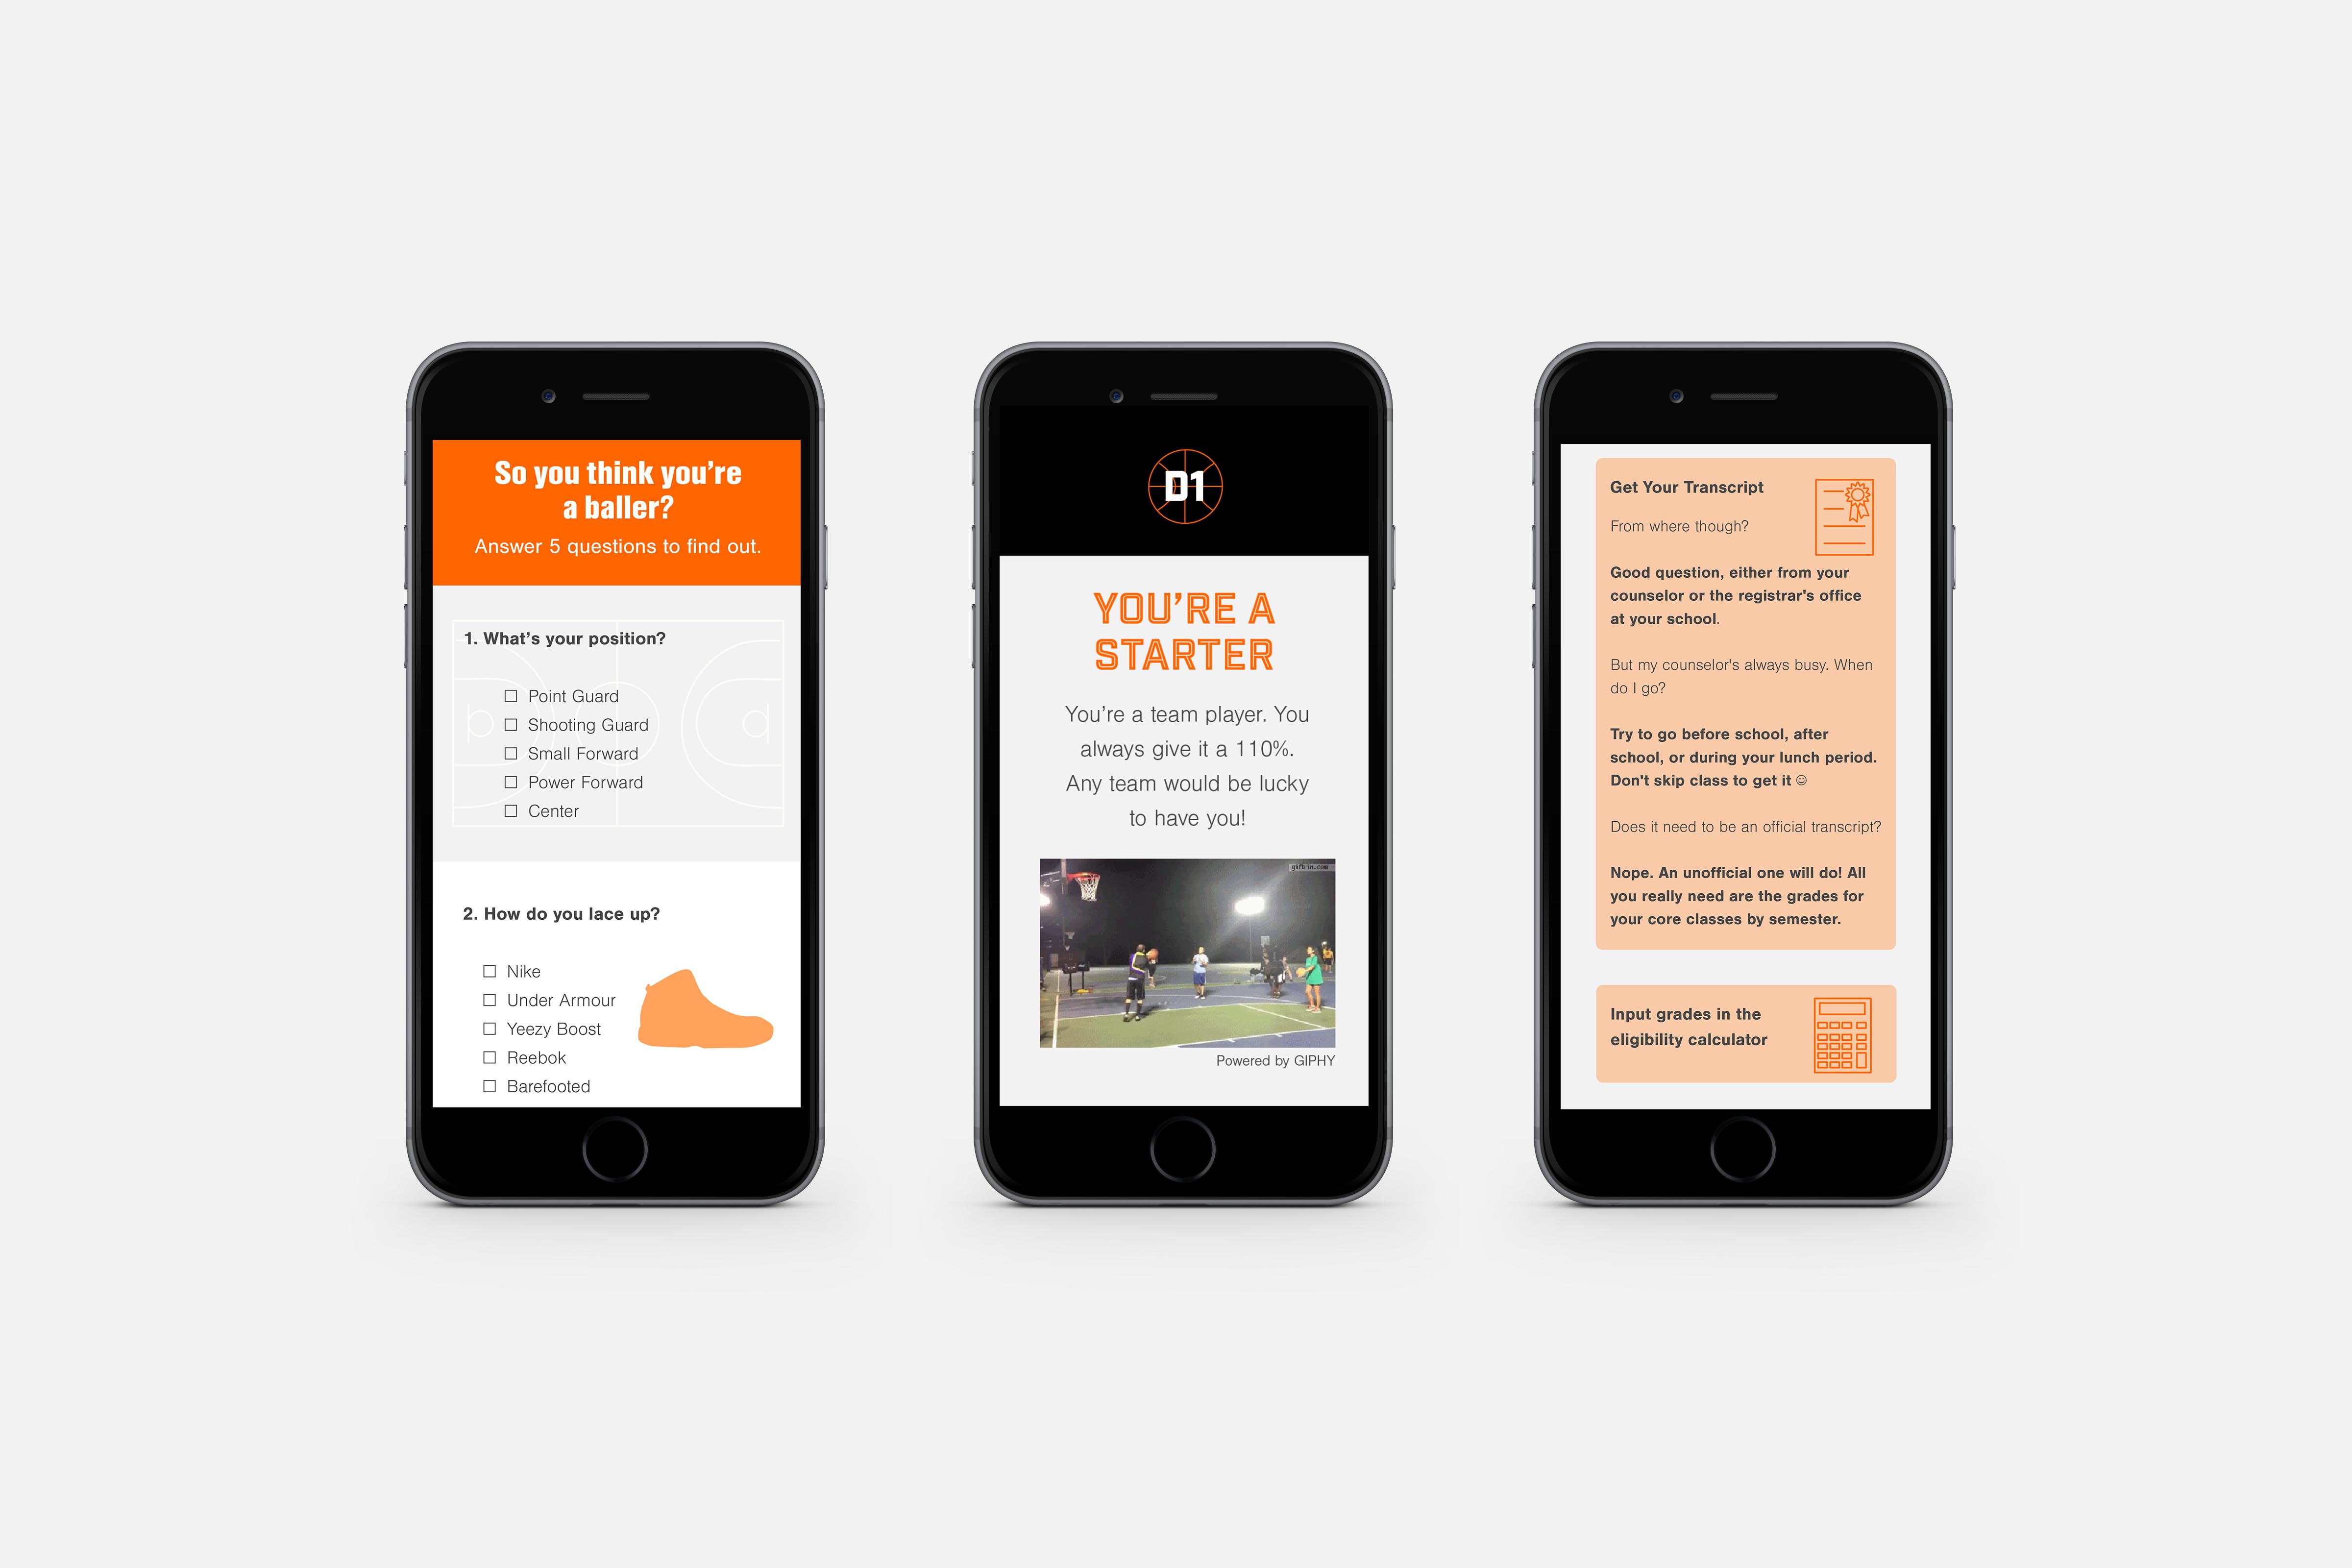 So you think you're
a baller?
Answer 5 questions to find out.
1. What's your position?
☐ Point Guard
☐ Shooting Guard
☐ Small Forward
☐ Power Forward
☐ Center
2. How do you lace up?
☐ Nike
☐ Under Armour
☐ Yeezy Boost
☐ Reebok
☐ Barefooted
D1
YOU'RE A
STARTER
You're a team player. You
always give it a 110%.
Any team would be lucky
to have you!
gifbin.com
Powered by GIPHY
Get Your Transcript
From where though?
Good question, either from your
counselor or the registrar's office
at your school.
But my counselor's always busy. When
do I go?
Try to go before school, after
school, or during your lunch period.
Don't skip class to get it ☺
Does it need to be an official transcript?
Nope. An unofficial one will do! All
you really need are the grades for
your core classes by semester.
Input grades in the
eligibility calculator